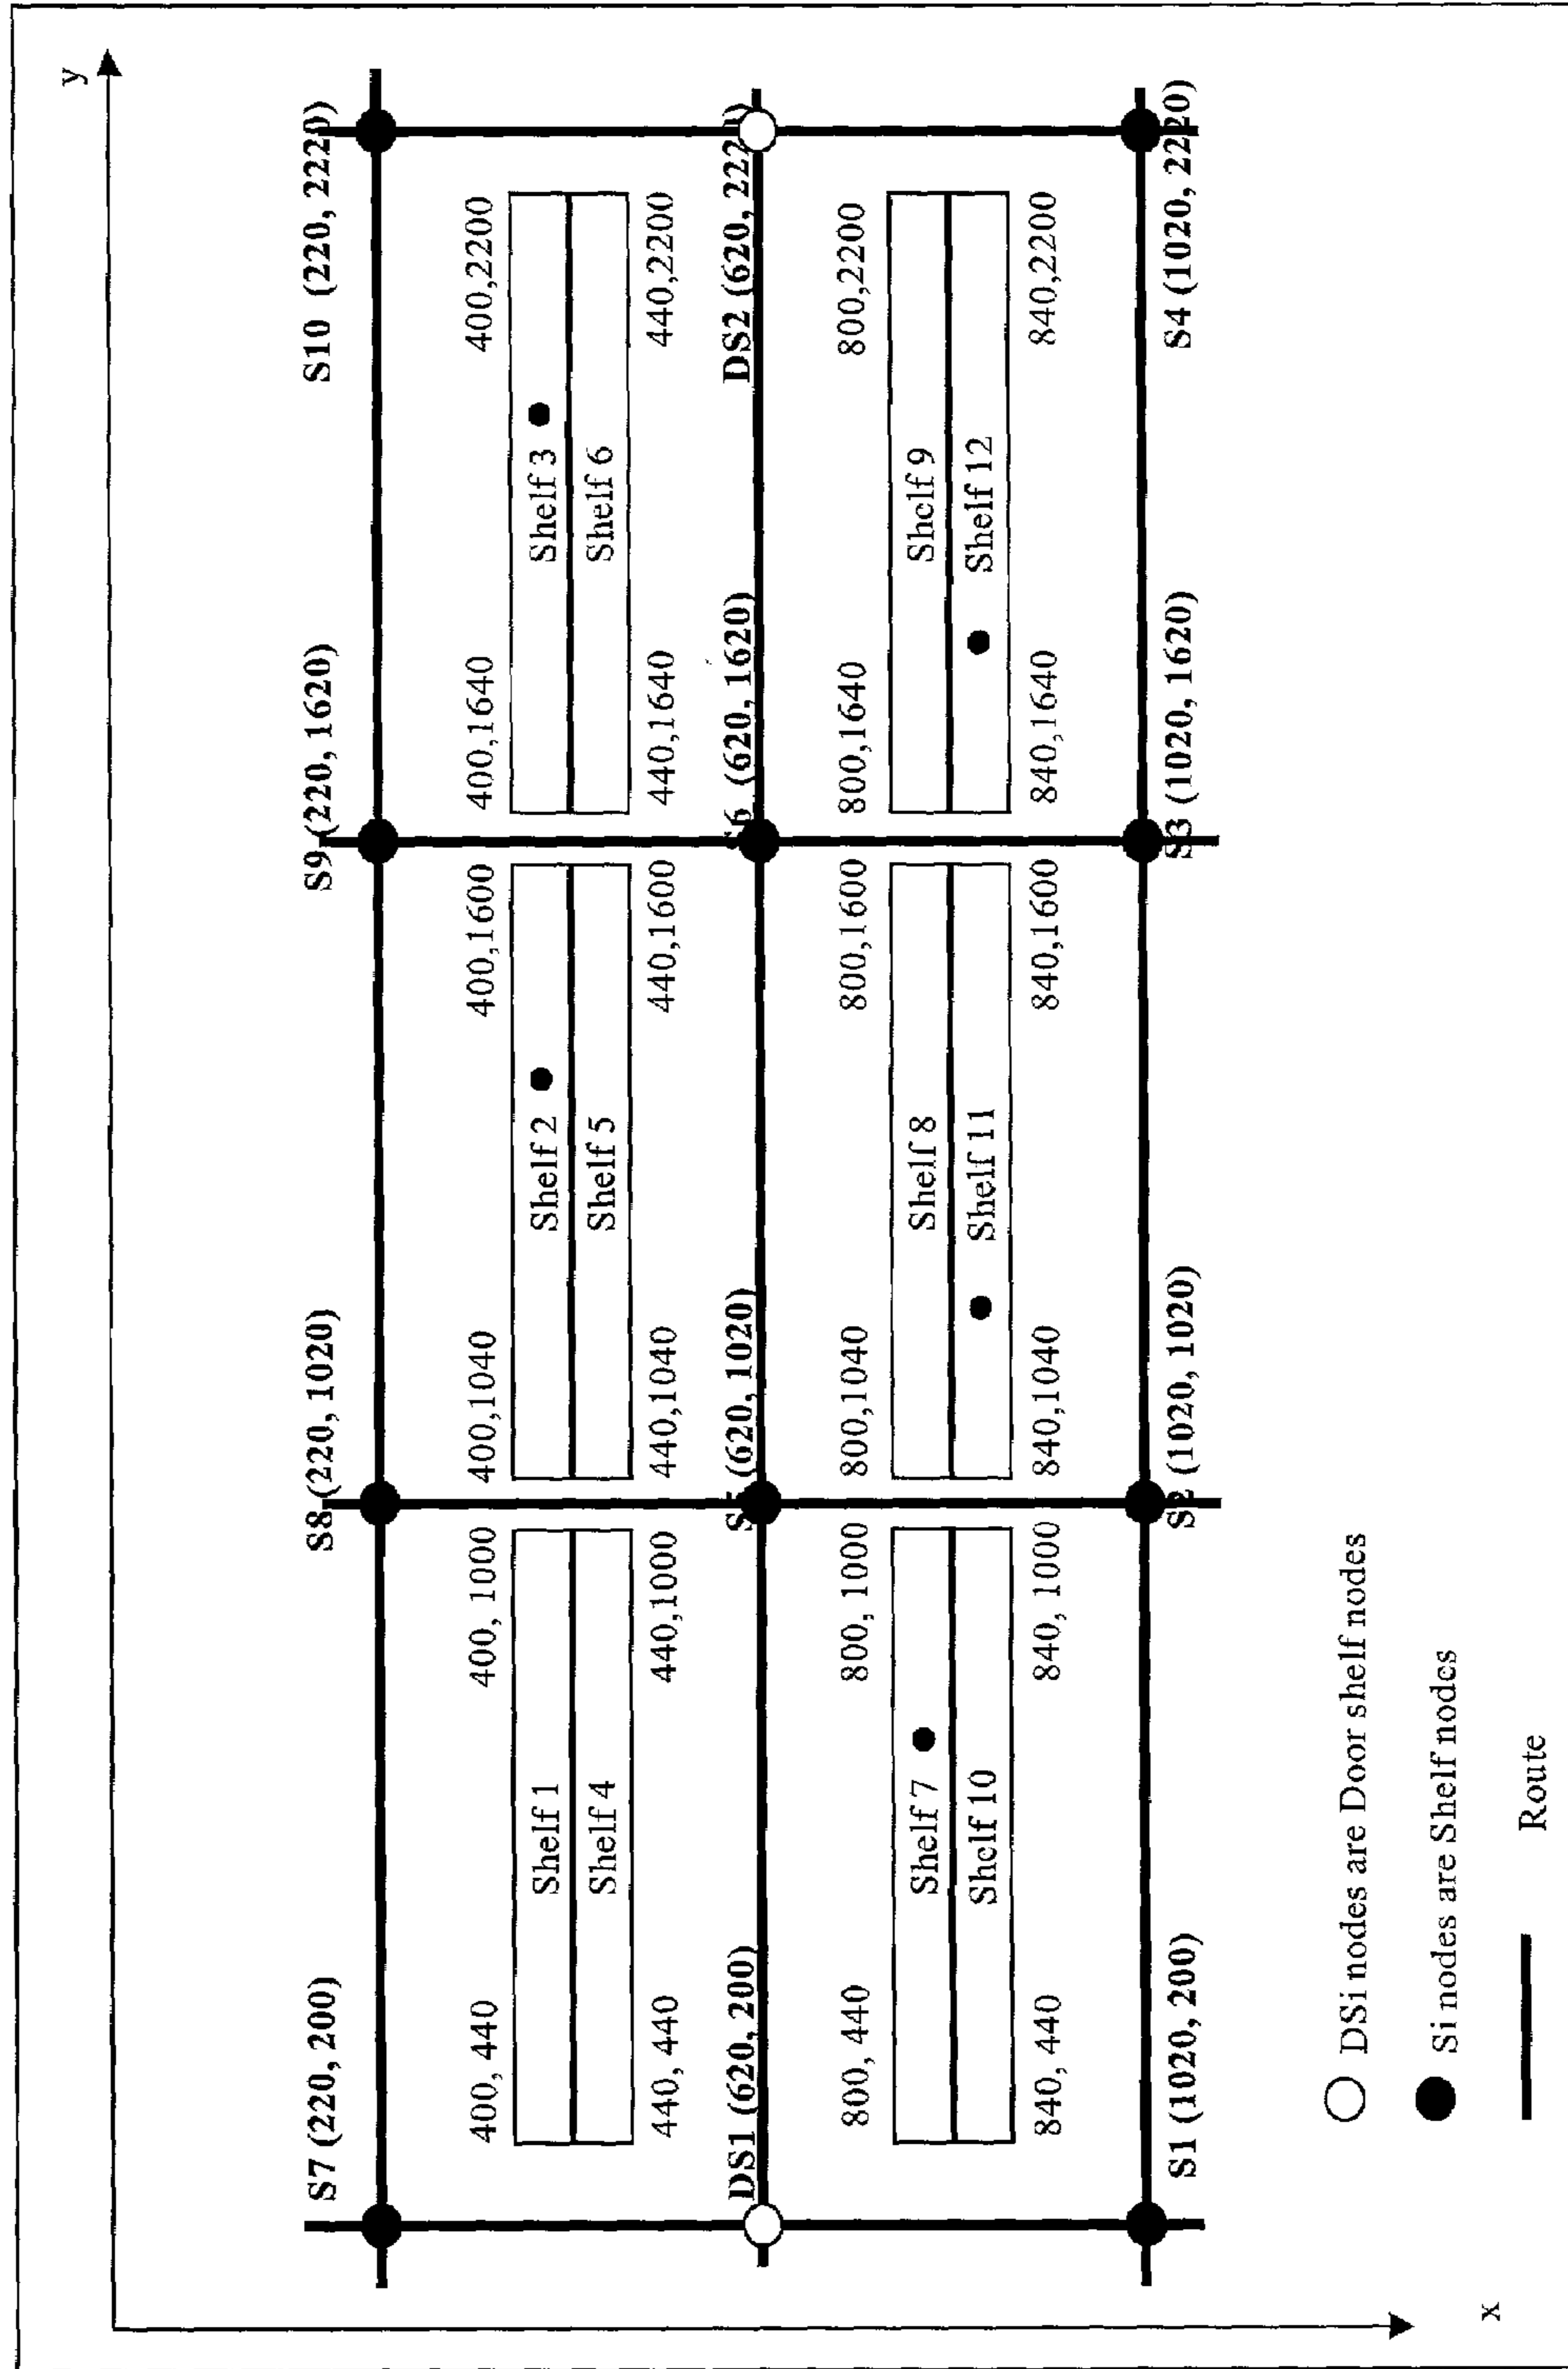 y
S7 (220, 200)
S8 (220, 1020)
S9 (220, 1620)
S10 (220, 2220)
400, 440
400, 1000
400,1040
400,1600
400,1640
400,2200
Shelf 1
Shelf 2
Shelf 3
Shelf 4
Shelf 5
Shelf 6
440, 440
440,1000
440,1040
440,1600
440,1640
440,2200
DS1 (620, 200)
(620, 1020)
S6 (620, 1620)
DS2 (620, 2220)
800, 440
800, 1000
800,1040
800,1600
800,1640
800,2200
Shelf 7
Shelf 8
Shelf 9
Shelf 10
Shelf 11
Shelf 12
840, 440
840, 1000
840,1040
840,1600
840,1640
840,2200
S1 (1020, 200)
S2 (1020, 1020)
S3 (1020, 1620)
S4 (1020, 2220)
DSi nodes are Door shelf nodes
Si nodes are Shelf nodes
Route
x